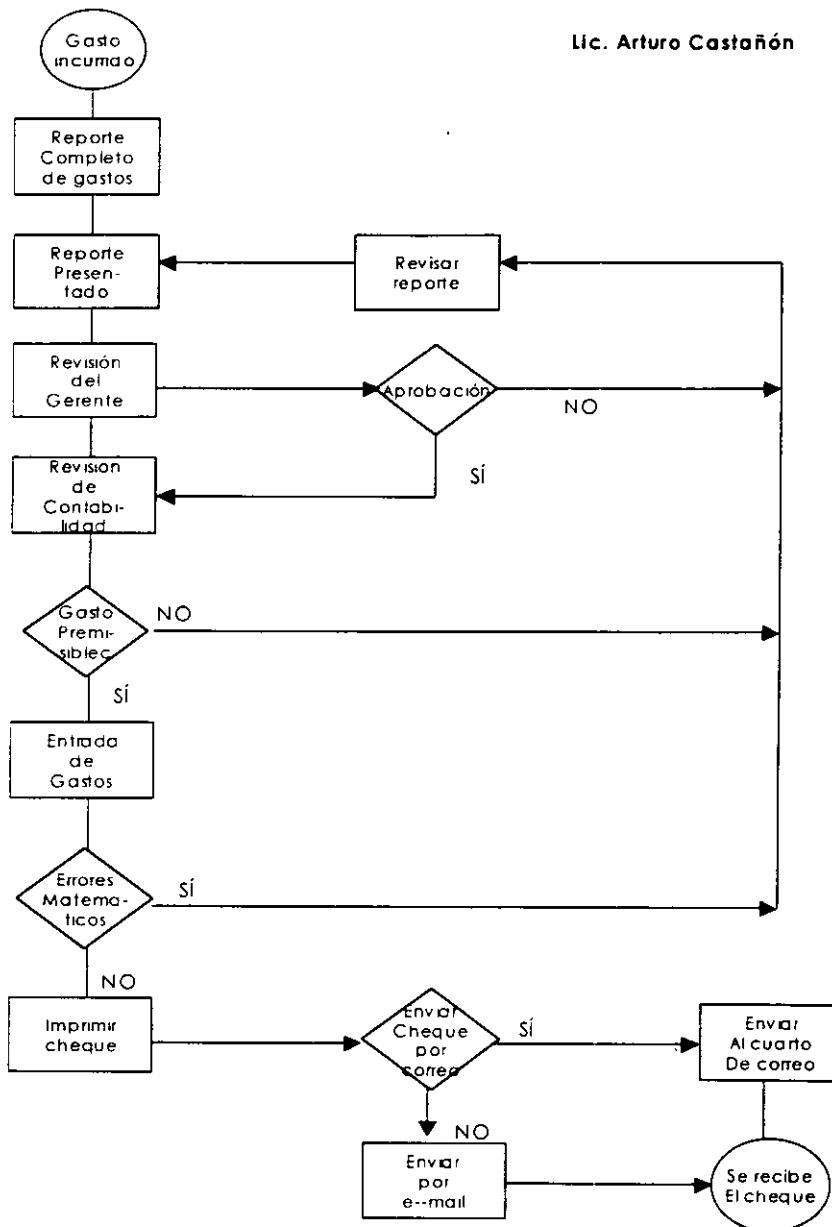 Lic. Arturo Castañón
Gasto
incurrido
Reporte
Completo
de gastos
Reporte
Presen-
tado
Revisar
reporte
Revisión
del
Gerente
Aprobación
NO
SÍ
Revisión
de
Contabi-
lidad
Gasto
Premi-
siblec
NO
SÍ
Entrada
de
Gastos
Errores
Matema-
ticos
SÍ
NO
Imprimir
cheque
Enviar
Cheque
por
correo
SÍ
Enviar
Al cuarto
De correo
NO
Enviar
por
e--mail
Se recibe
El cheque